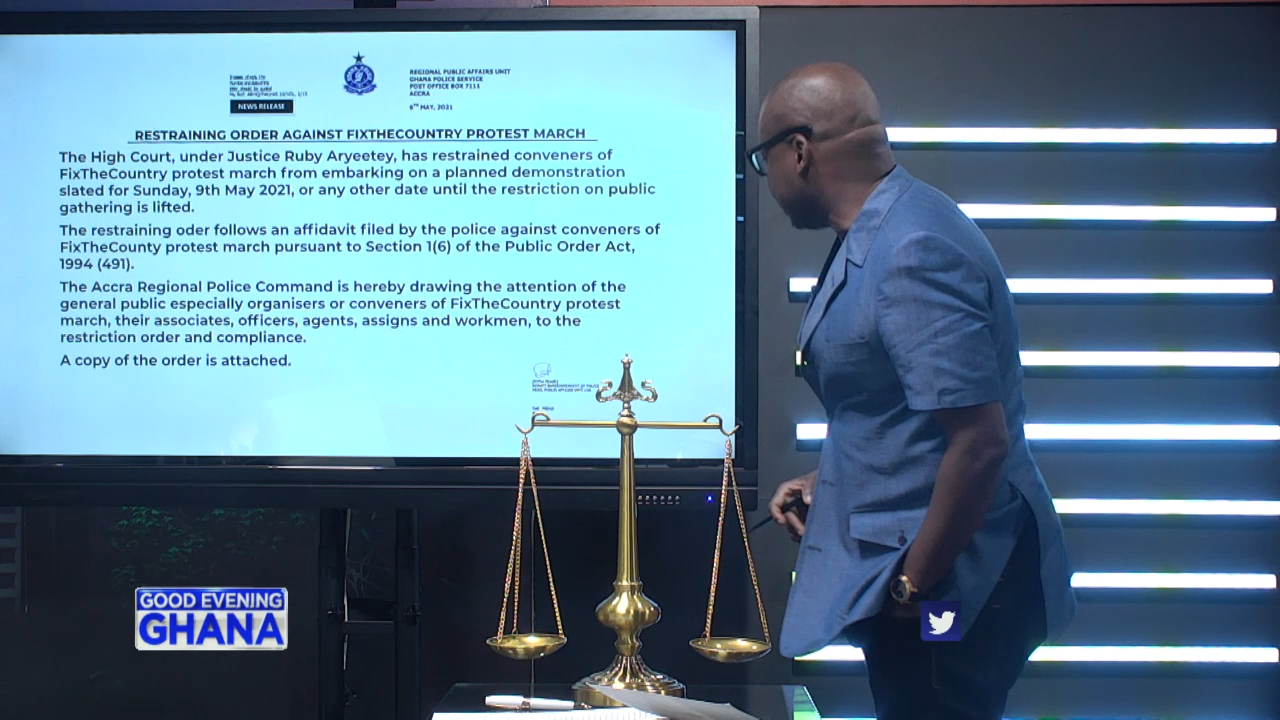 NEWS RELEASE
REGIONAL PUBLIC AFFAIRS UNIT
GHANA POLICE SERVICE
POST OFFICE BOX 7111
ACCRA
6TH MAY, 2021
RESTRAINING ORDER AGAINST FIXTHECOUNTRY PROTEST MARCH
The High Court, under Justice Ruby Aryeetey, has restrained conveners of
FixTheCountry protest march from embarking on a planned demonstration
slated for Sunday, 9th May 2021, or any other date until the restriction on public
gathering is lifted.
The restraining oder follows an affidavit filed by the police against conveners of
FixTheCounty protest march pursuant to Section 1(6) of the Public Order Act,
1994 (491).
The Accra Regional Police Command is hereby drawing the attention of the
general public especially organisers or conveners of FixTheCountry protest
march, their associates, officers, agents, assigns and workmen, to the
restriction order and compliance.
A copy of the order is attached.
GOOD EVENING
GHANA